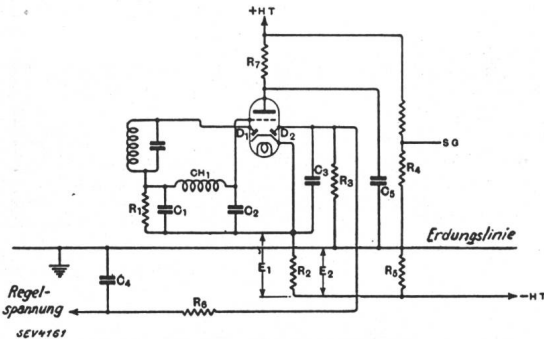 +HT
R7
D1
D2
SG
R4
CH1
C3
R3
C5
R1
C1
C2
Erdungslinie
E1
R2
E2
R5
C4
-HT
Regel-
spannung
R6
SEV4161